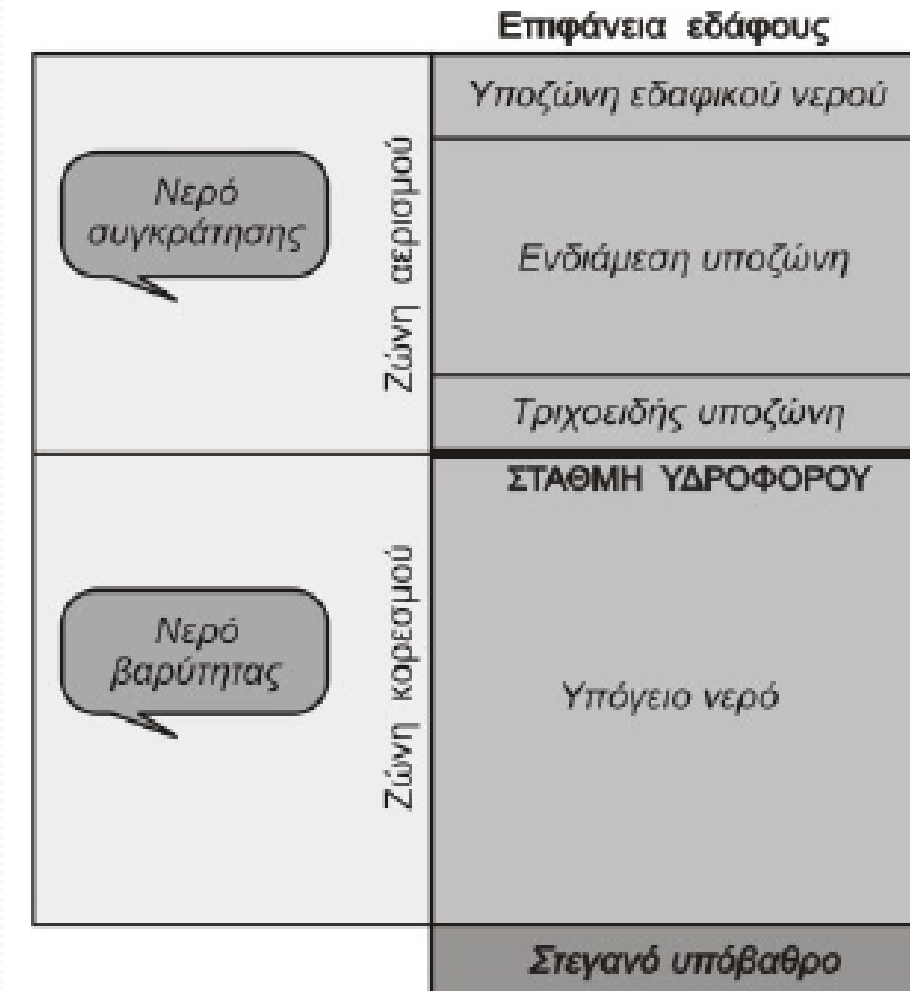 Επιφάνεια εδάφους
Υποζώνη εδαφικού νερού
Νερό
συγκράτησης
Ζώνη αερισμού
Ενδιάμεση υποζώνη
Τριχοειδής υποζώνη
ΣΤΑΘΜΗ ΥΔΡΟΦΟΡΟΥ
Νερό
βαρύτητας
Ζώνη κορεσμού
Υπόγειο νερό
Στεγανό υπόβαθρο